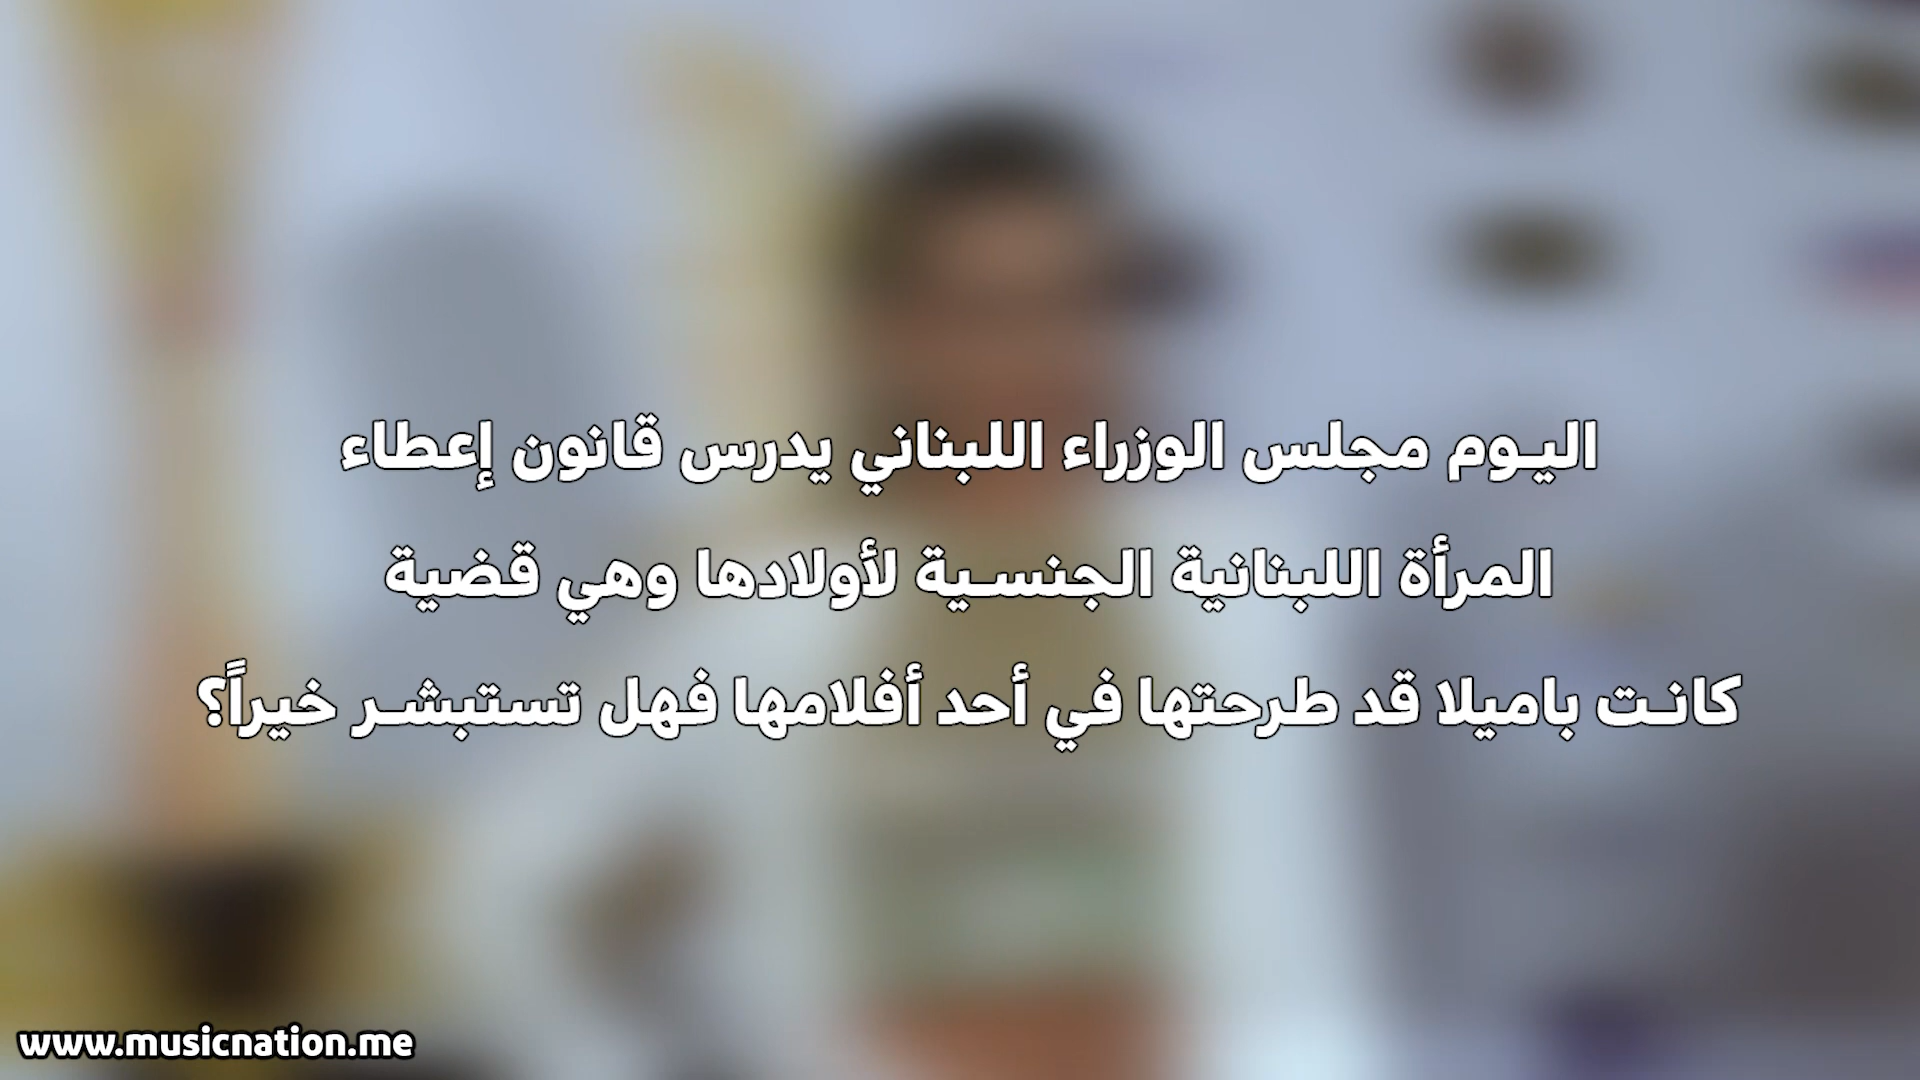 اليوم مجلس الوزراء اللبناني يدرس قانون إعطاء
المرأة اللبنانية الجنسية لأولادها وهي قضية
كانت باميلا قد طرحتها في أحد أفلامها فهل تستبشر خيراً؟
www.musicnation.me